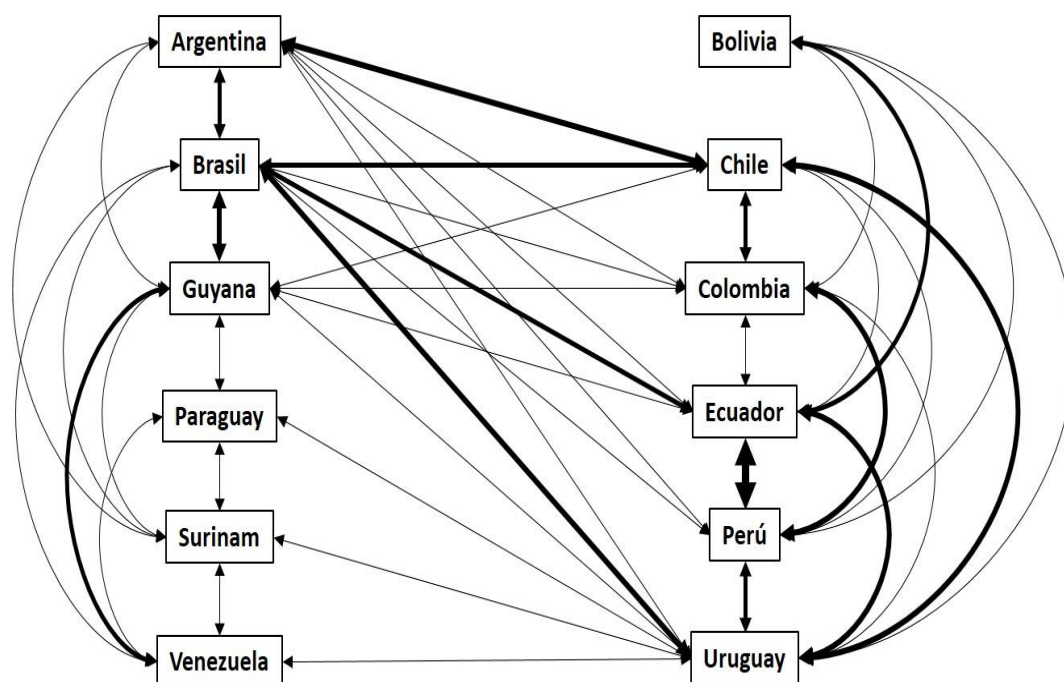 Argentina
Bolivia
Brasil
Chile
Guyana
Colombia
Paraguay
Ecuador
Surinam
Perú
Venezuela
Uruguay